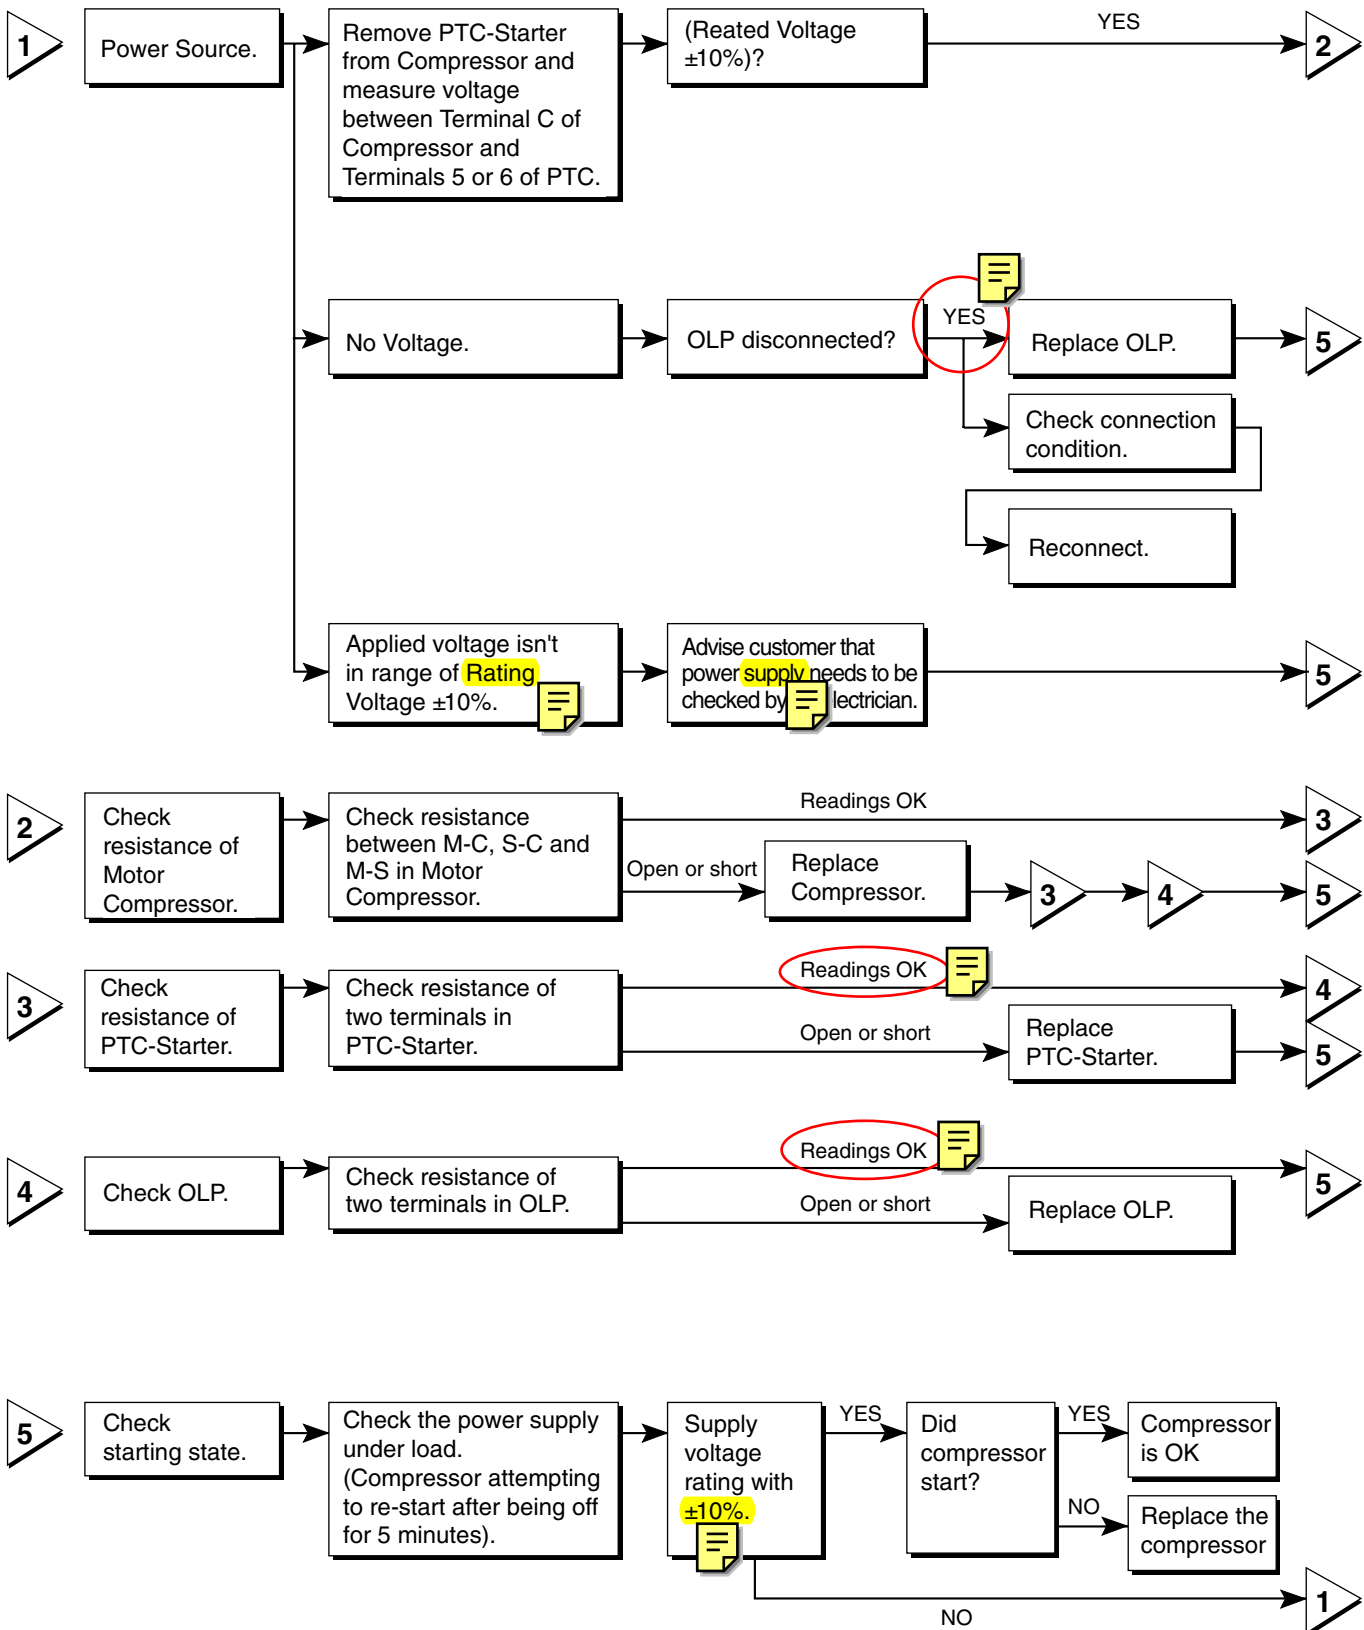 1
Power Source.
Remove PTC-Starter
from Compressor and
measure voltage
between Terminal C of
Compressor and
Terminals 5 or 6 of PTC.
(Reated Voltage
±10%)?
YES
2
No Voltage.
OLP disconnected?
YES
Replace OLP.
5
Check connection
condition.
Reconnect.
Applied voltage isn't
in range of Rating
Voltage ±10%.
Advise customer that
power supply needs to be
checked by lectrician.
5
2
Check
resistance of
Motor
Compressor.
Check resistance
between M-C, S-C and
M-S in Motor
Compressor.
Readings OK
3
Open or short
Replace
Compressor.
3
4
5
3
Check
resistance of
PTC-Starter.
Check resistance of
two terminals in
PTC-Starter.
Readings OK
4
Open or short
Replace
PTC-Starter.
5
4
Check OLP.
Check resistance of
two terminals in OLP.
Readings OK
5
Open or short
Replace OLP.
5
Check
starting state.
Check the power supply
under load.
(Compressor attempting
to re-start after being off
for 5 minutes).
Supply
voltage
rating with
±10%.
YES
Did
compressor
start?
YES
Compressor
is OK
NO
Replace the
compressor
NO
1